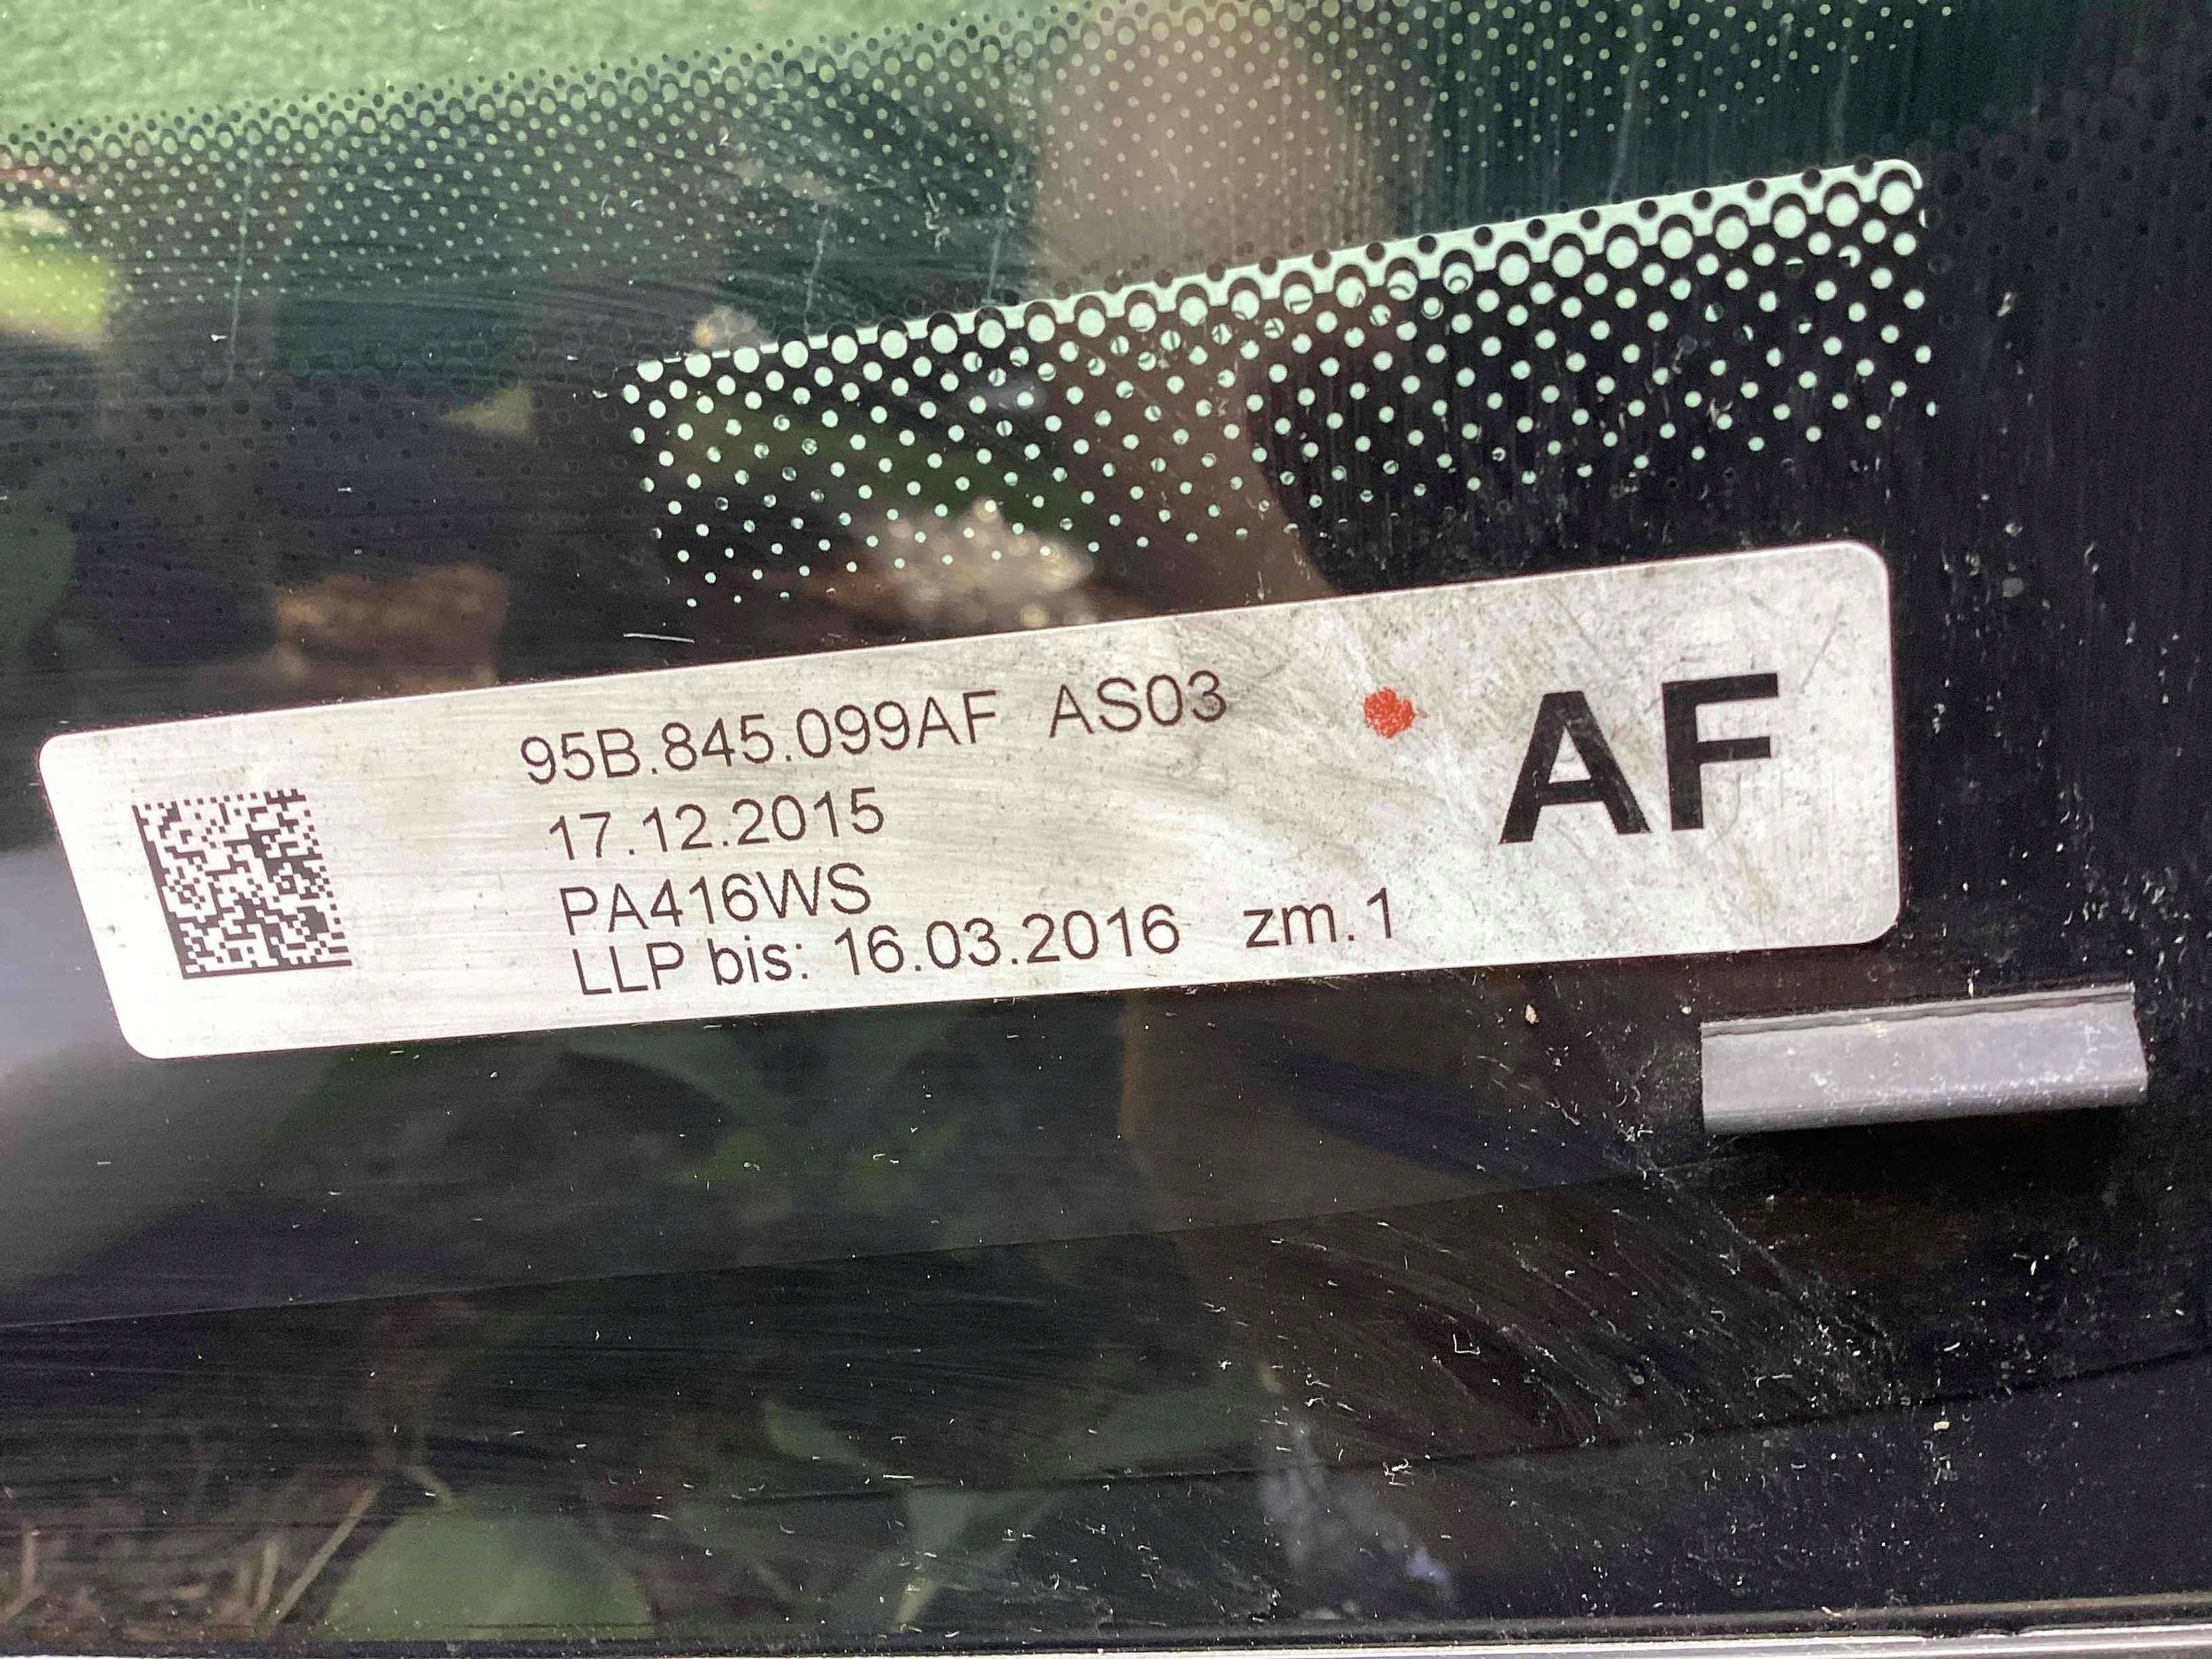 95B.845.099AF AS03
AF
17.12.2015
PA416WS
LLP bis: 16.03.2016 zm.1